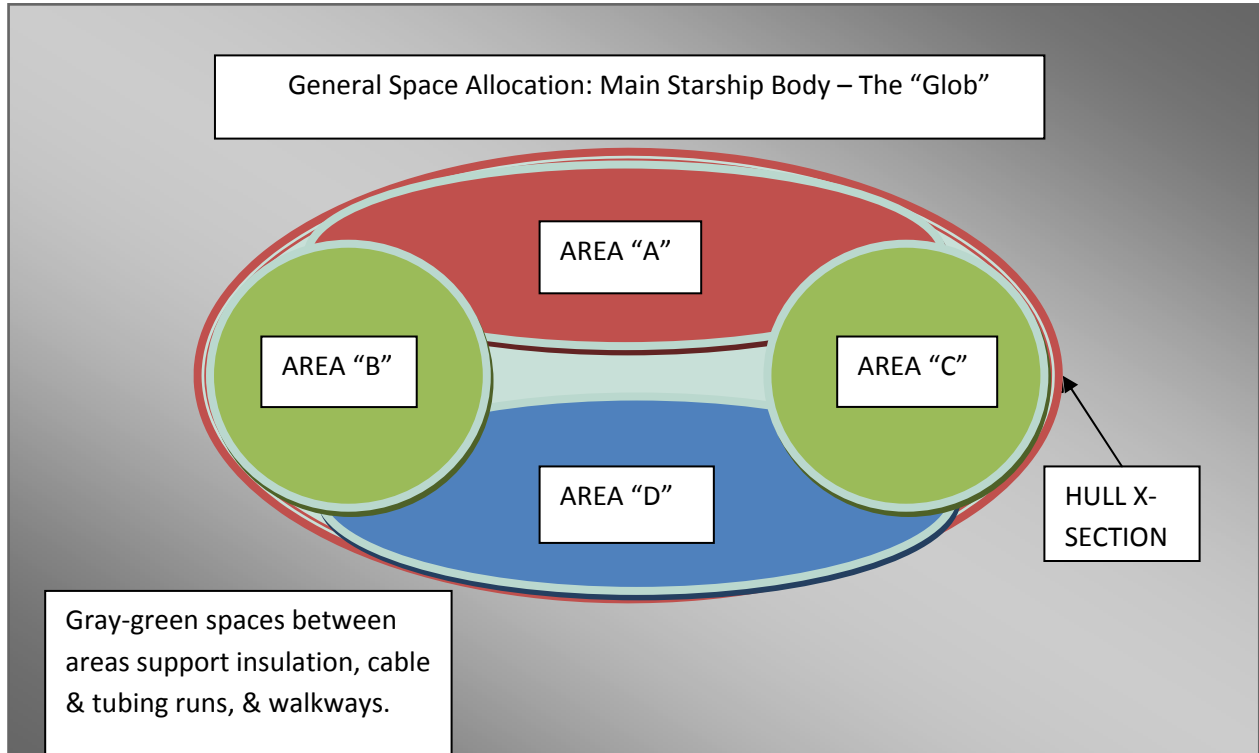 General Space Allocation: Main Starship Body – The “Glob”
AREA “A”
AREA “B”
AREA “C”
AREA “D”
HULL X-
SECTION
Gray-green spaces between
areas support insulation, cable
& tubing runs, & walkways.